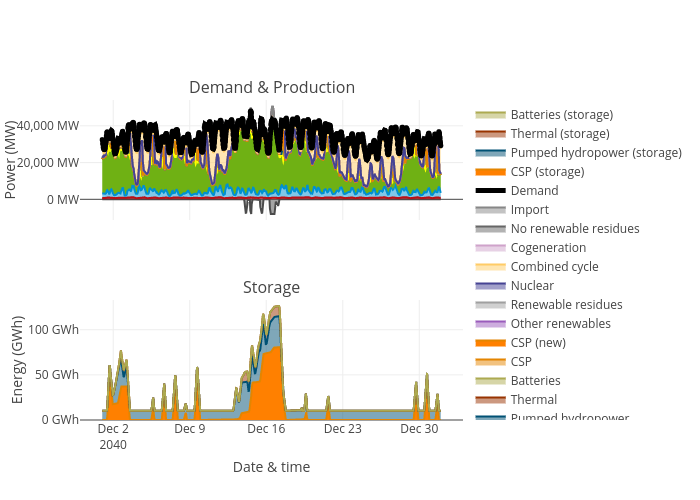 Demand & Production
Power (MW)
40,000 MW
20,000 MW
0 MW
Storage
Energy (GWh)
100 GWh
50 GWh
0 GWh
Dec 2
2040
Dec 9
Dec 16
Dec 23
Dec 30
Date & time
Batteries (storage)
Thermal (storage)
Pumped hydropower (storage)
CSP (storage)
Demand
Import
No renewable residues
Cogeneration
Combined cycle
Nuclear
Renewable residues
Other renewables
CSP (new)
CSP
Batteries
Thermal
Pumped hydropower